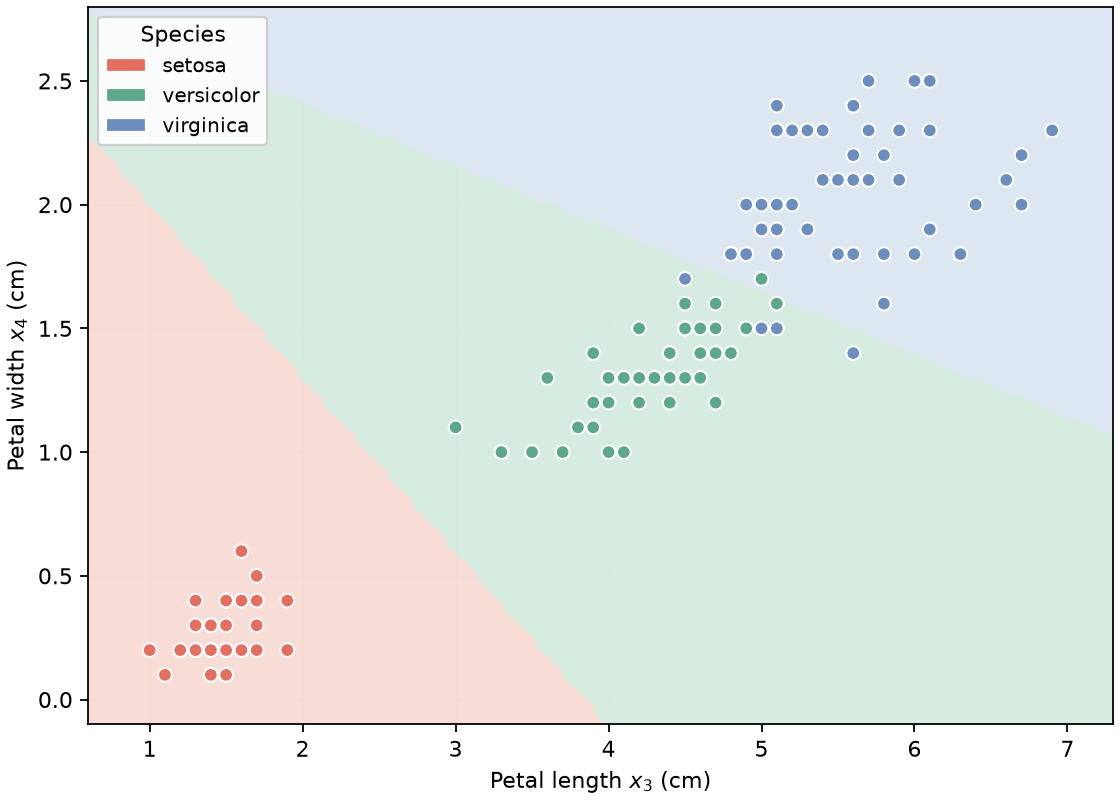 Species
setosa
versicolor
virginica
2.5
2.0
1.5
1.0
0.5
0.0
Petal width x₄ (cm)
1 2 3 4 5 6 7
Petal length x₃ (cm)